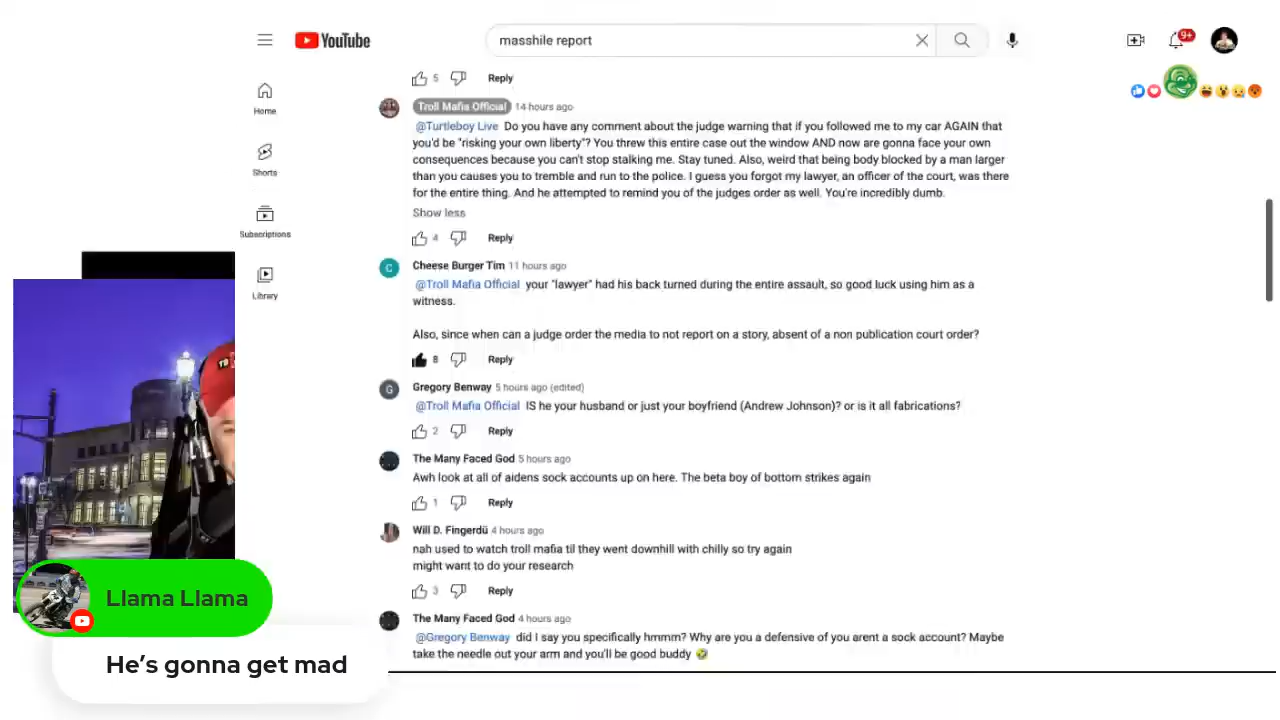 YouTube
masshile report
9+
Home
Shorts
Subscriptions
Library
5 Reply
Troll Mafia Official 14 hours ago
@Turtleboy Live Do you have any comment about the judge warning that if you followed me to my car AGAIN that
you'd be "risking your own liberty"? You threw this entire case out the window AND now are gonna face your own
consequences because you can't stop stalking me. Stay tuned. Also, weird that being body blocked by a man larger
than you causes you to tremble and run to the police. I guess you forgot my lawyer, an officer of the court, was there
for the entire thing. And he attempted to remind you of the judges order as well. You're incredibly dumb.
Show less
4 Reply
C Cheese Burger Tim 11 hours ago
@Troll Mafia Official your "lawyer" had his back turned during the entire assault, so good luck using him as a
witness.
Also, since when can a judge order the media to not report on a story, absent of a non publication court order?
8 Reply
G Gregory Benway 5 hours ago (edited)
@Troll Mafia Official IS he your husband or just your boyfriend (Andrew Johnson)? or is it all fabrications?
2 Reply
The Many Faced God 5 hours ago
Awh look at all of aidens sock accounts up on here. The beta boy of bottom strikes again
1 Reply
Will D. Fingerdü 4 hours ago
nah used to watch troll mafia til they went downhill with chilly so try again
might want to do your research
3 Reply
The Many Faced God 4 hours ago
@Gregory Benway did I say you specifically hmmm? Why are you a defensive of you arent a sock account? Maybe
take the needle out your arm and you'll be good buddy 🤣
Llama Llama
He's gonna get mad